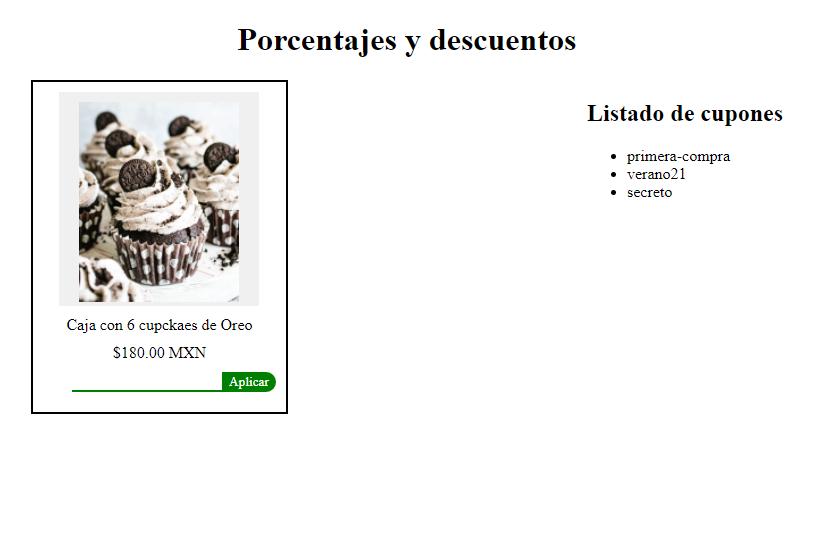 Porcentajes y descuentos
Caja con 6 cupckaes de Oreo
$180.00 MXN
Aplicar
Listado de cupones
primera-compra
verano21
secreto